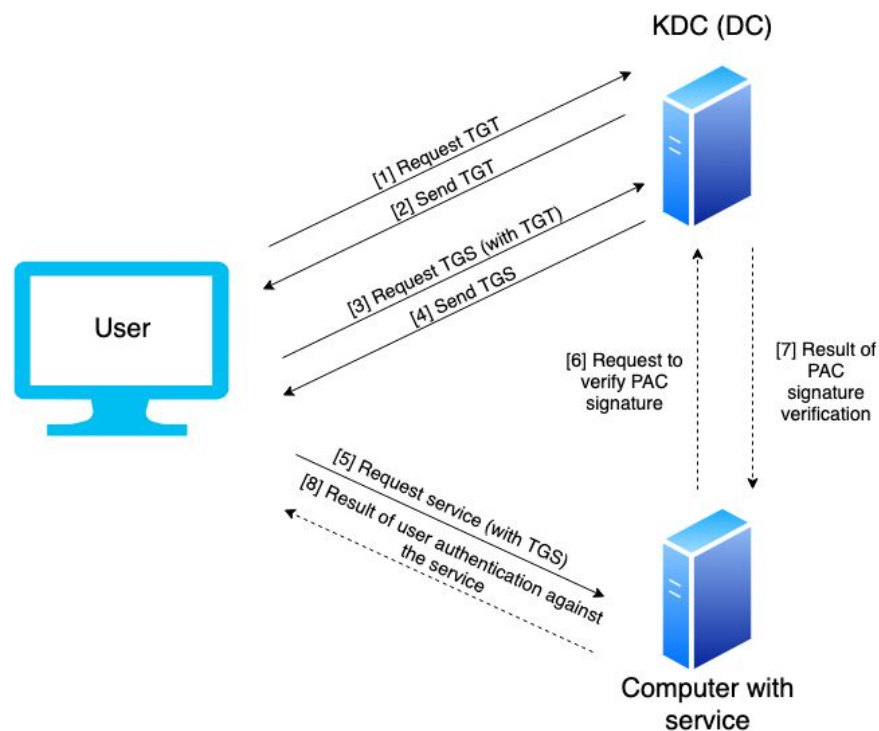 KDC (DC)
[1] Request TGT
[2] Send TGT
[3] Request TGS (with TGT)
[4] Send TGS
User
[6] Request to
verify PAC
signature
[7] Result of
PAC
signature
verification
[5] Request service (with TGS)
[8] Result of user authentication against
the service
Computer with
service